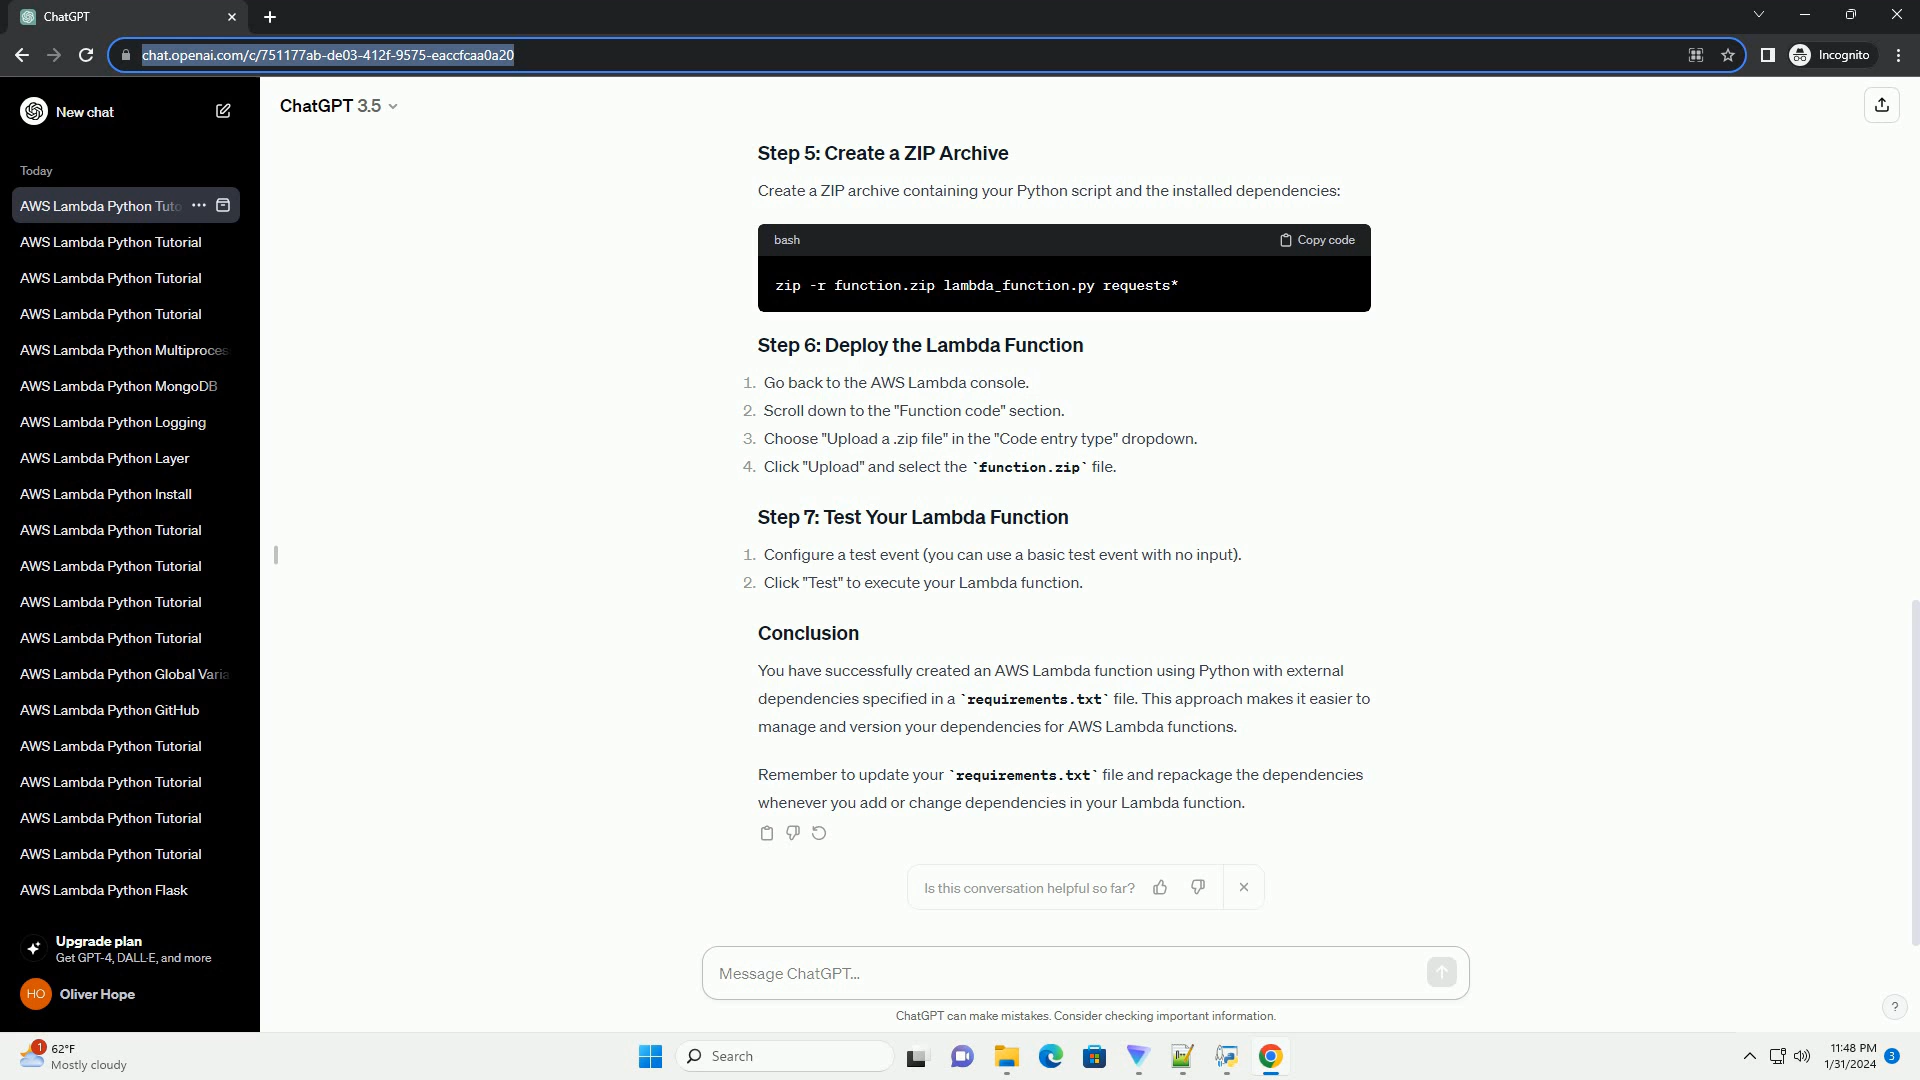 ChatGPT
chat.openai.com/c/751177ab-de03-412f-9575-eaccfcaa0a20
Incognito
New chat
Today
AWS Lambda Python Tuto
AWS Lambda Python Tutorial
AWS Lambda Python Tutorial
AWS Lambda Python Tutorial
AWS Lambda Python Multiproces
AWS Lambda Python MongoDB
AWS Lambda Python Logging
AWS Lambda Python Layer
AWS Lambda Python Install
AWS Lambda Python Tutorial
AWS Lambda Python Tutorial
AWS Lambda Python Tutorial
AWS Lambda Python Tutorial
AWS Lambda Python Global Varia
AWS Lambda Python GitHub
AWS Lambda Python Tutorial
AWS Lambda Python Tutorial
AWS Lambda Python Tutorial
AWS Lambda Python Tutorial
AWS Lambda Python Flask
Upgrade plan
Get GPT-4, DALL·E, and more
HO Oliver Hope
ChatGPT 3.5
Step 5: Create a ZIP Archive
Create a ZIP archive containing your Python script and the installed dependencies:
bash Copy code
zip -r function.zip lambda_function.py requests*
Step 6: Deploy the Lambda Function
1. Go back to the AWS Lambda console.
2. Scroll down to the "Function code" section.
3. Choose "Upload a .zip file" in the "Code entry type" dropdown.
4. Click "Upload" and select the `function.zip` file.
Step 7: Test Your Lambda Function
1. Configure a test event (you can use a basic test event with no input).
2. Click "Test" to execute your Lambda function.
Conclusion
You have successfully created an AWS Lambda function using Python with external
dependencies specified in a `requirements.txt` file. This approach makes it easier to
manage and version your dependencies for AWS Lambda functions.
Remember to update your `requirements.txt` file and repackage the dependencies
whenever you add or change dependencies in your Lambda function.
Is this conversation helpful so far?
Message ChatGPT...
ChatGPT can make mistakes. Consider checking important information.
?
1
62°F
Mostly cloudy
Search
11:48 PM
1/31/2024
3